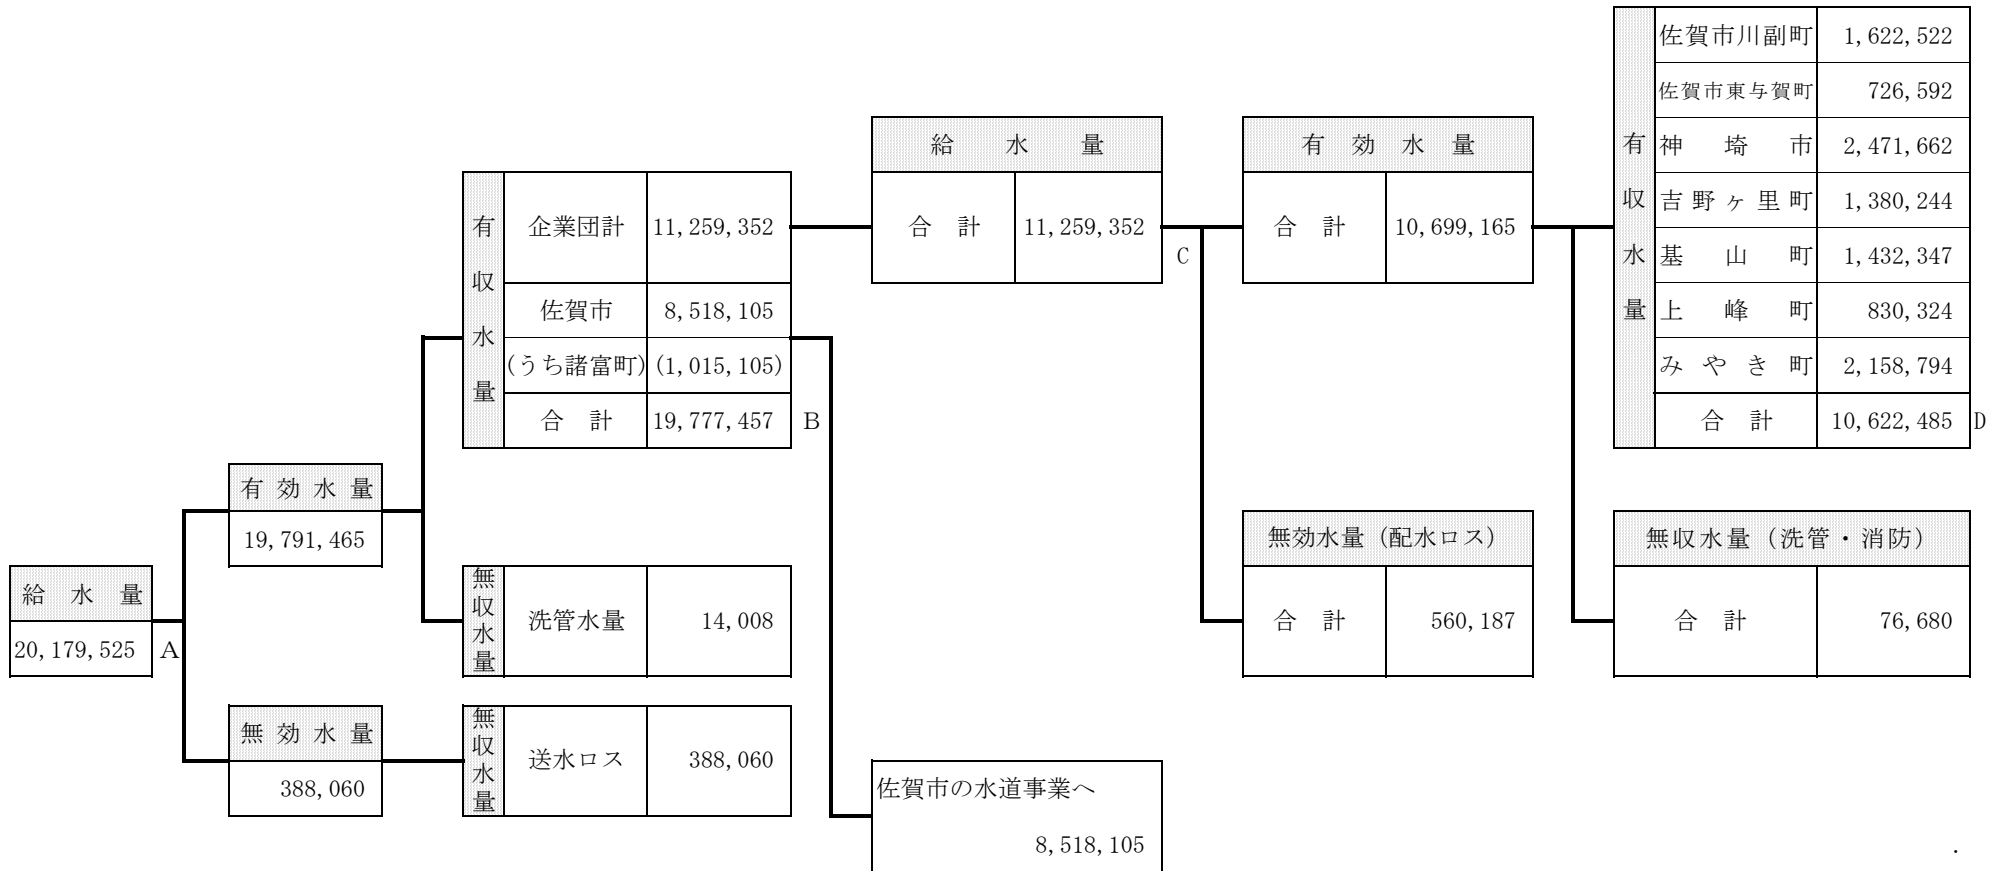 給水量
20,179,525
A
有効水量
19,791,465
無効水量
388,060
有収水量
企業団計 11,259,352
佐賀市 8,518,105
(うち諸富町) (1,015,105)
合計 19,777,457
B
無収水量
洗管水量 14,008
無収水量
送水ロス 388,060
給水量
合計 11,259,352
C
佐賀市の水道事業へ
8,518,105
有効水量
合計 10,699,165
無効水量（配水ロス）
合計 560,187
有収水量
佐賀市川副町 1,622,522
佐賀市東与賀町 726,592
神埼市 2,471,662
吉野ヶ里町 1,380,244
基山町 1,432,347
上峰町 830,324
みやき町 2,158,794
合計 10,622,485
D
無収水量（洗管・消防）
合計 76,680
.